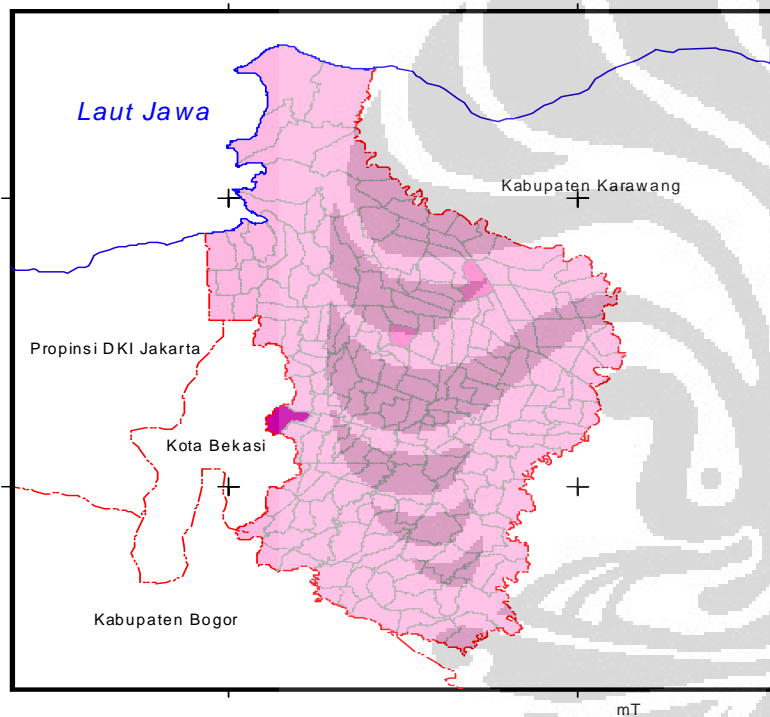 Laut Jawa
Kabupaten Karawang
Propinsi DKI Jakarta
Kota Bekasi
Kabupaten Bogor
mT